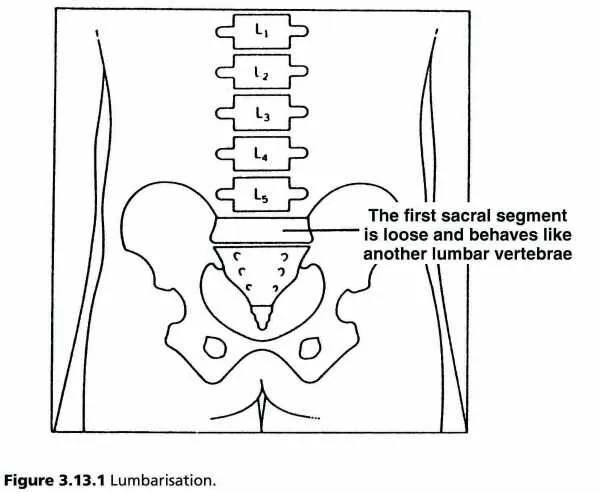 L1
L2
L3
L4
L5
The first sacral segment
is loose and behaves like
another lumbar vertebrae
Figure 3.13.1 Lumbarisation.